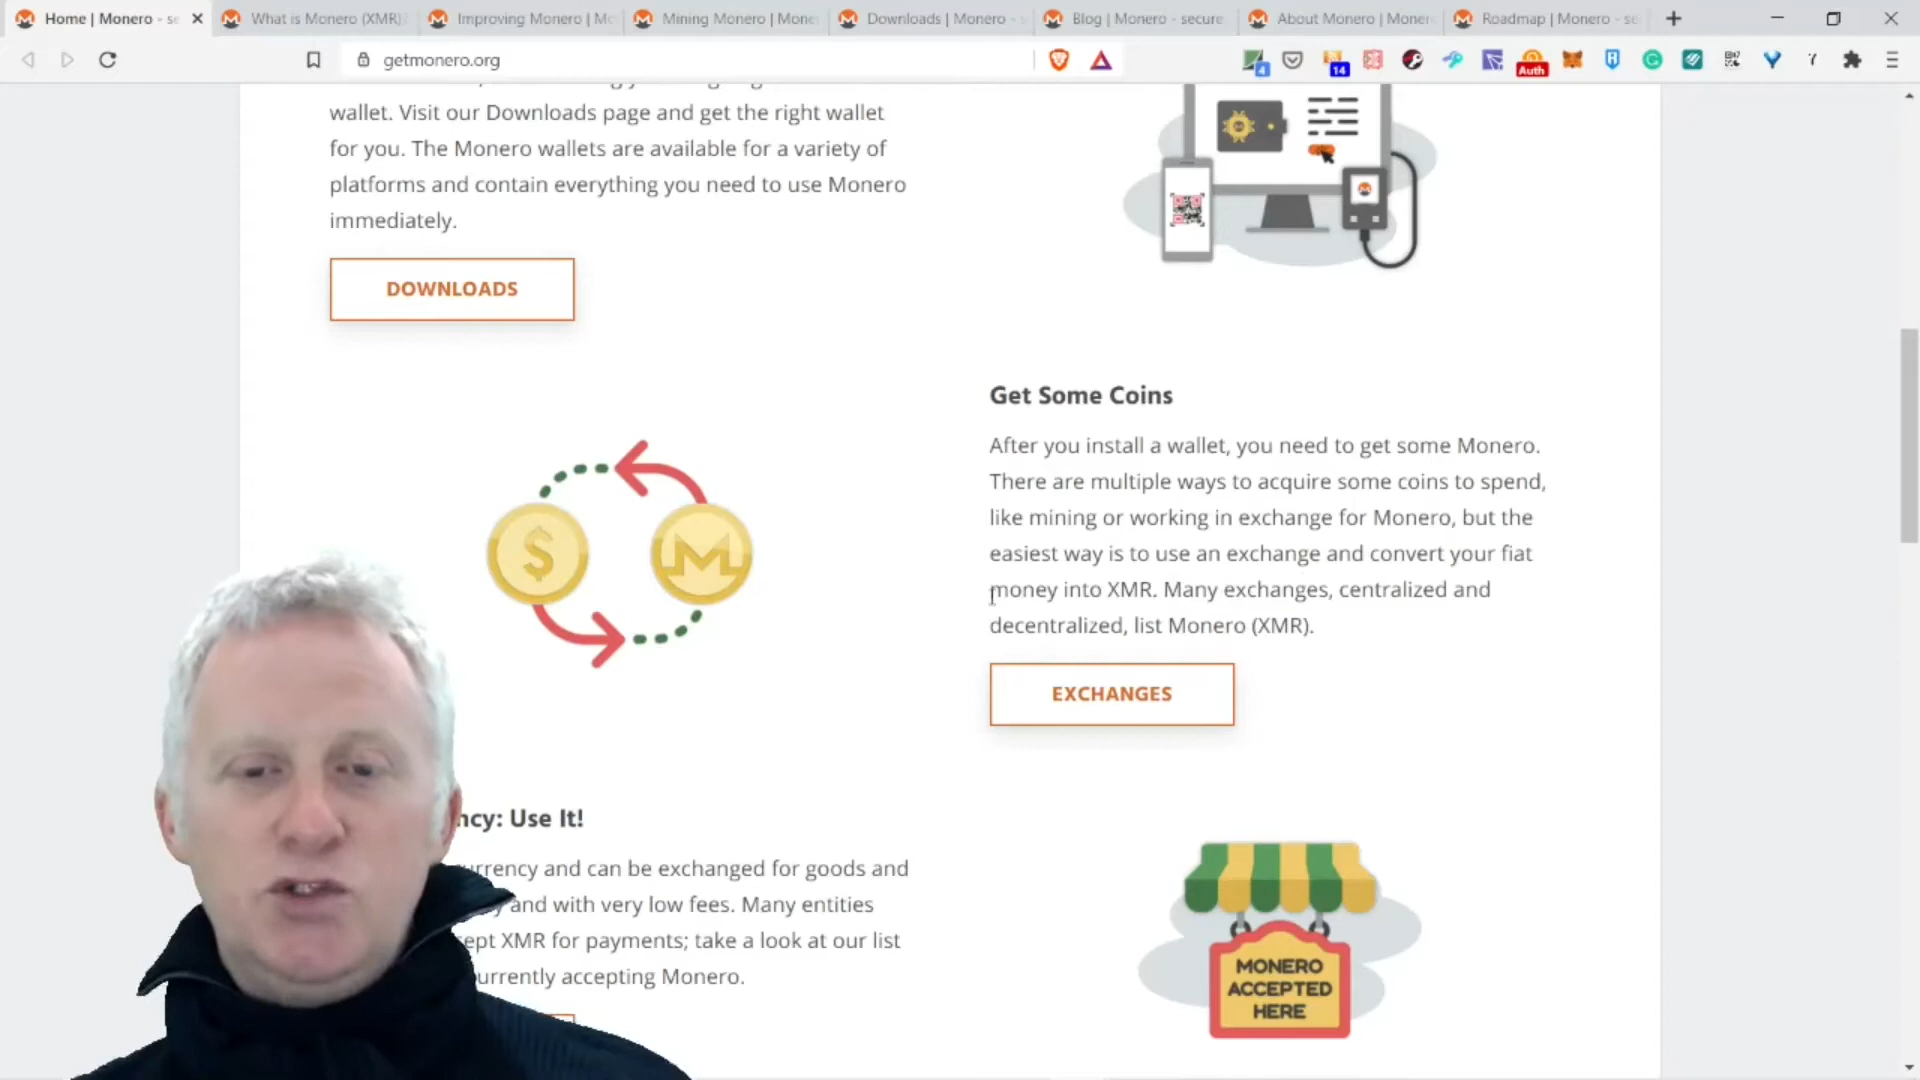 Home | Monero - se
What is Monero (XMR)
Improving Monero | Mo
Mining Monero | Mone
Downloads | Monero - s
Blog | Monero - secure
About Monero | Moner
Roadmap | Monero - se
getmonero.org
4
14
Auth
wallet. Visit our Downloads page and get the right wallet
for you. The Monero wallets are available for a variety of
platforms and contain everything you need to use Monero
immediately.
DOWNLOADS
Get Some Coins
After you install a wallet, you need to get some Monero.
There are multiple ways to acquire some coins to spend,
like mining or working in exchange for Monero, but the
easiest way is to use an exchange and convert your fiat
money into XMR. Many exchanges, centralized and
decentralized, list Monero (XMR).
EXCHANGES
$
ncy: Use It!
urrency and can be exchanged for goods and
and with very low fees. Many entities
ept XMR for payments; take a look at our list
urrently accepting Monero.
MONERO
ACCEPTED
HERE